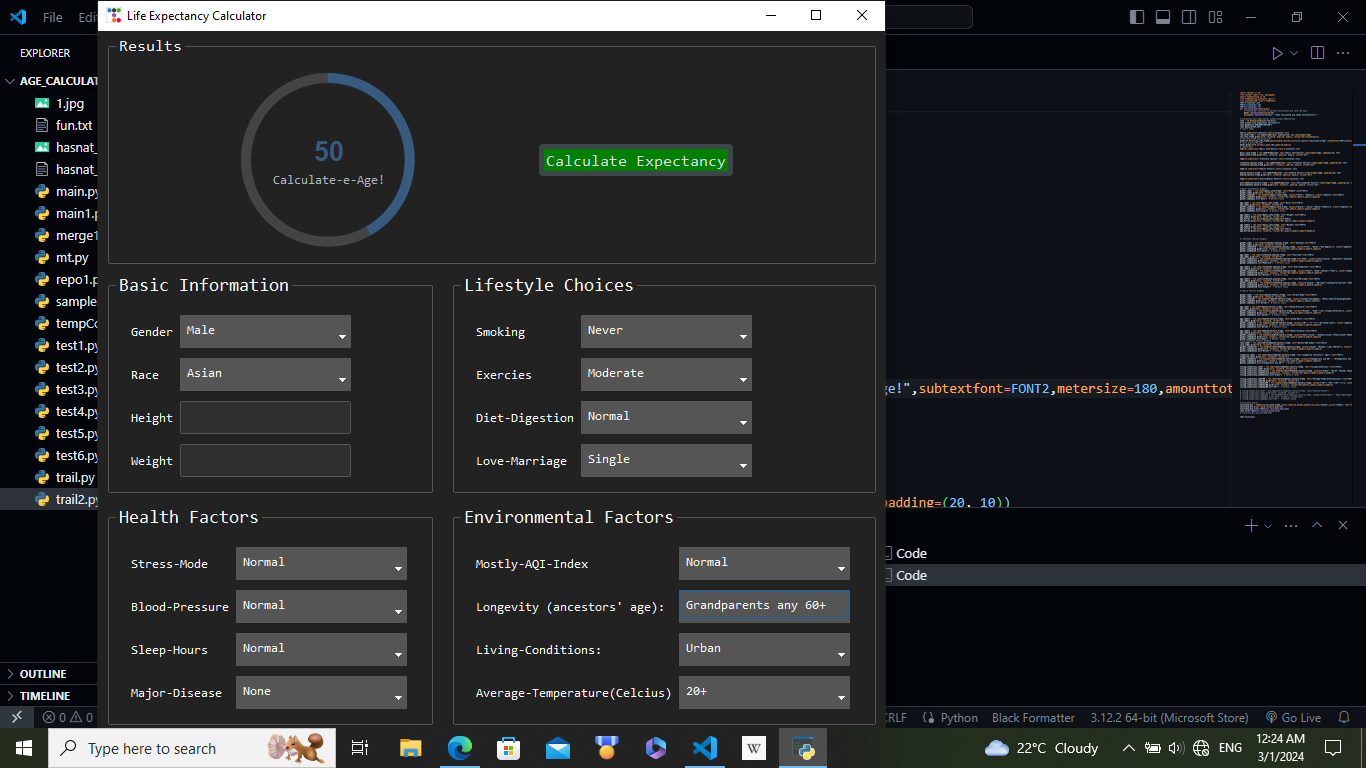 File Edi
Life Expectancy Calculator
EXPLORER
AGE_CALCULAT
1.jpg
fun.txt
hasnat_
hasnat_
main.py
main1.p
merge1
mt.py
repo1.p
sample
tempCo
test1.py
test2.py
test3.py
test4.py
test5.py
test6.py
trail.py
trail2.py
OUTLINE
TIMELINE
Results
50
Calculate-e-Age!
Calculate Expectancy
Basic Information
Gender Male
Race Asian
Height
Weight
Lifestyle Choices
Smoking Never
Exercies Moderate
Diet-Digestion Normal
Love-Marriage Single
Health Factors
Stress-Mode Normal
Blood-Pressure Normal
Sleep-Hours Normal
Major-Disease None
Environmental Factors
Mostly-AQI-Index Normal
Longevity (ancestors' age): Grandparents any 60+
Living-Conditions: Urban
Average-Temperature(Celcius) 20+
ge!",subtextfont=FONT2,metersize=180,amounttot
padding=(20, 10))
Code
Code
0 0
CRLF Python Black Formatter 3.12.2 64-bit (Microsoft Store) Go Live
Type here to search
W
22°C Cloudy
ENG
12:24 AM
3/1/2024